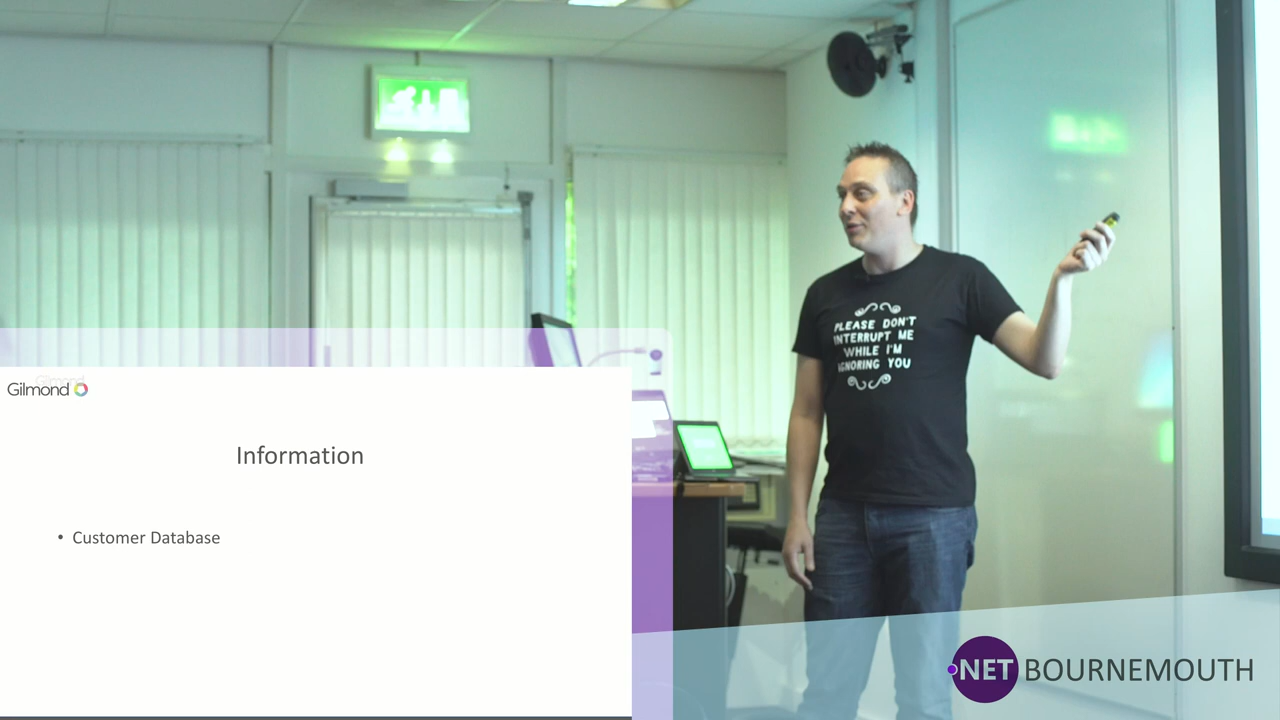 PLEASE DON'T
INTERRUPT ME
WHILE I'M
IGNORING YOU
Gilmond
Information
• Customer Database
.NET BOURNEMOUTH